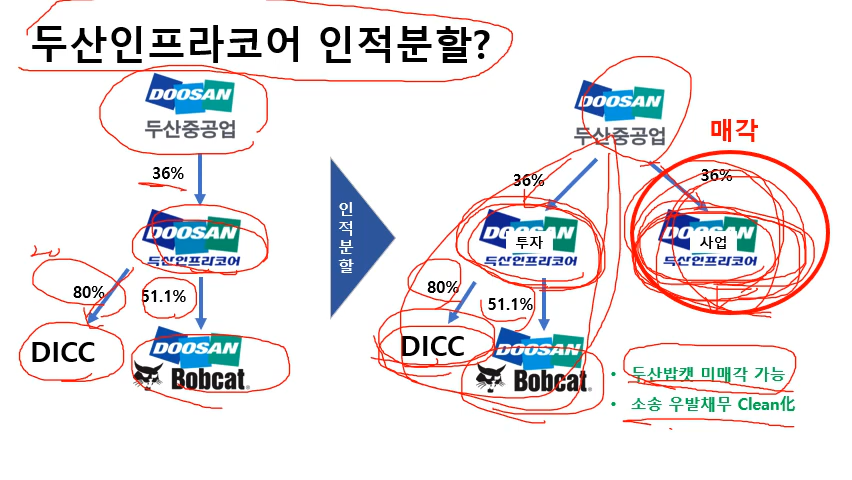 두산인프라코어 인적분할?
DOOSAN
두산중공업
36%
DOOSAN
두산인프라코어
20
80%
51.1%
DICC
DOOSAN
Bobcat
인적분할
DOOSAN
두산중공업
매각
36%
36%
DOOSAN
투자
두산인프라코어
DOOSAN
사업
두산인프라코어
80%
51.1%
DICC
DOOSAN
Bobcat
• 두산밥캣 미매각 가능
• 소송 우발채무 Clean化